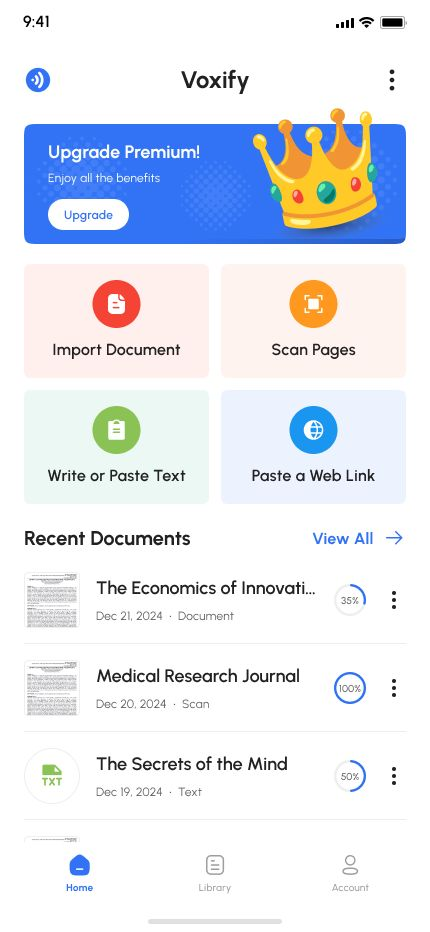 9:41
Voxify
Upgrade Premium!
Enjoy all the benefits
Upgrade
Import Document
Scan Pages
Write or Paste Text
Paste a Web Link
Recent Documents
View All
The Economics of Innovati...
Dec 21, 2024 · Document
35%
Medical Research Journal
Dec 20, 2024 · Scan
100%
TXT
The Secrets of the Mind
Dec 19, 2024 · Text
50%
Home
Library
Account